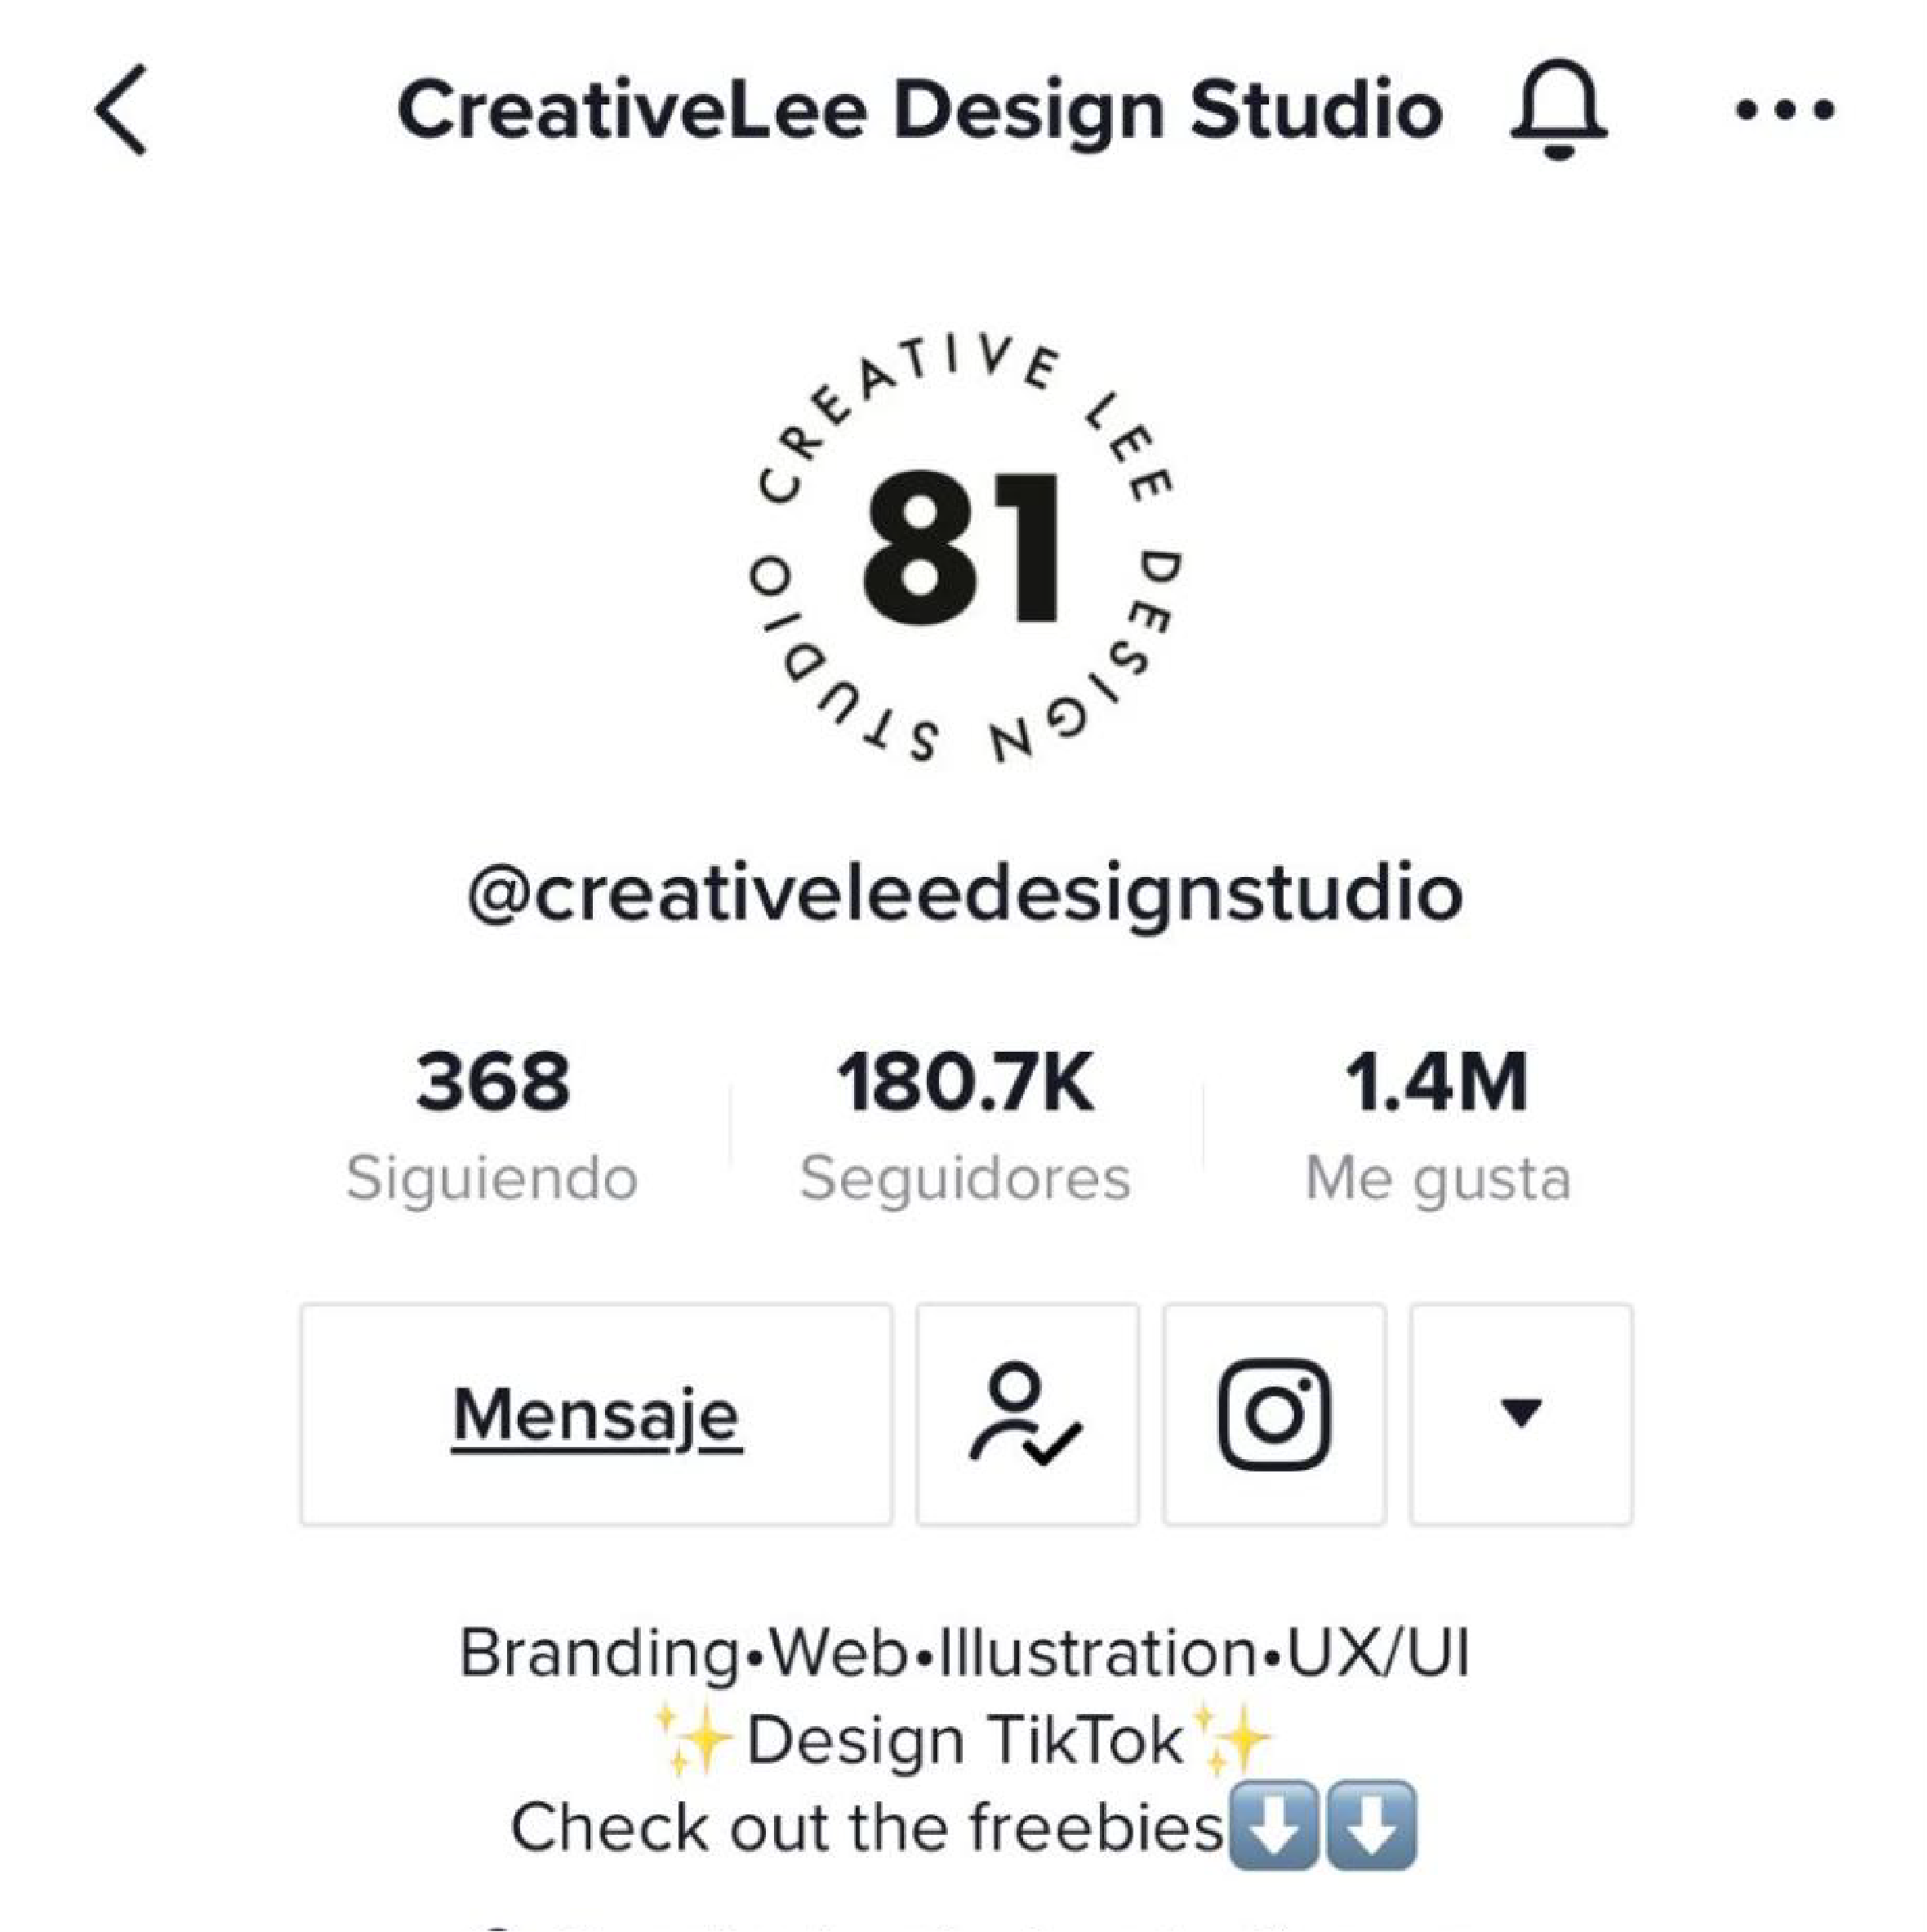 CreativeLee Design Studio
CREATIVE LEE DESIGN STUDIO
81
@creativeleedesignstudio
368 180.7K 1.4M
Siguiendo Seguidores Me gusta
Mensaje
Branding•Web•Illustration•UX/UI
✨Design TikTok✨
Check out the freebies⬇️⬇️